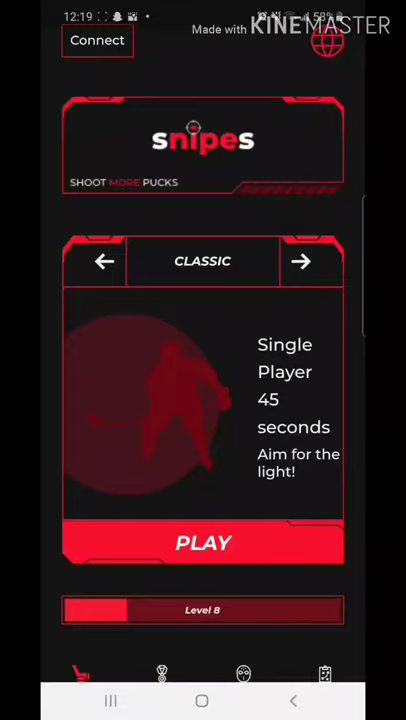 12:19
58%
Made with KINEMASTER
Connect
snipes
SHOOT MORE PUCKS
CLASSIC
Single
Player
45
seconds
Aim for the
light!
PLAY
Level 8